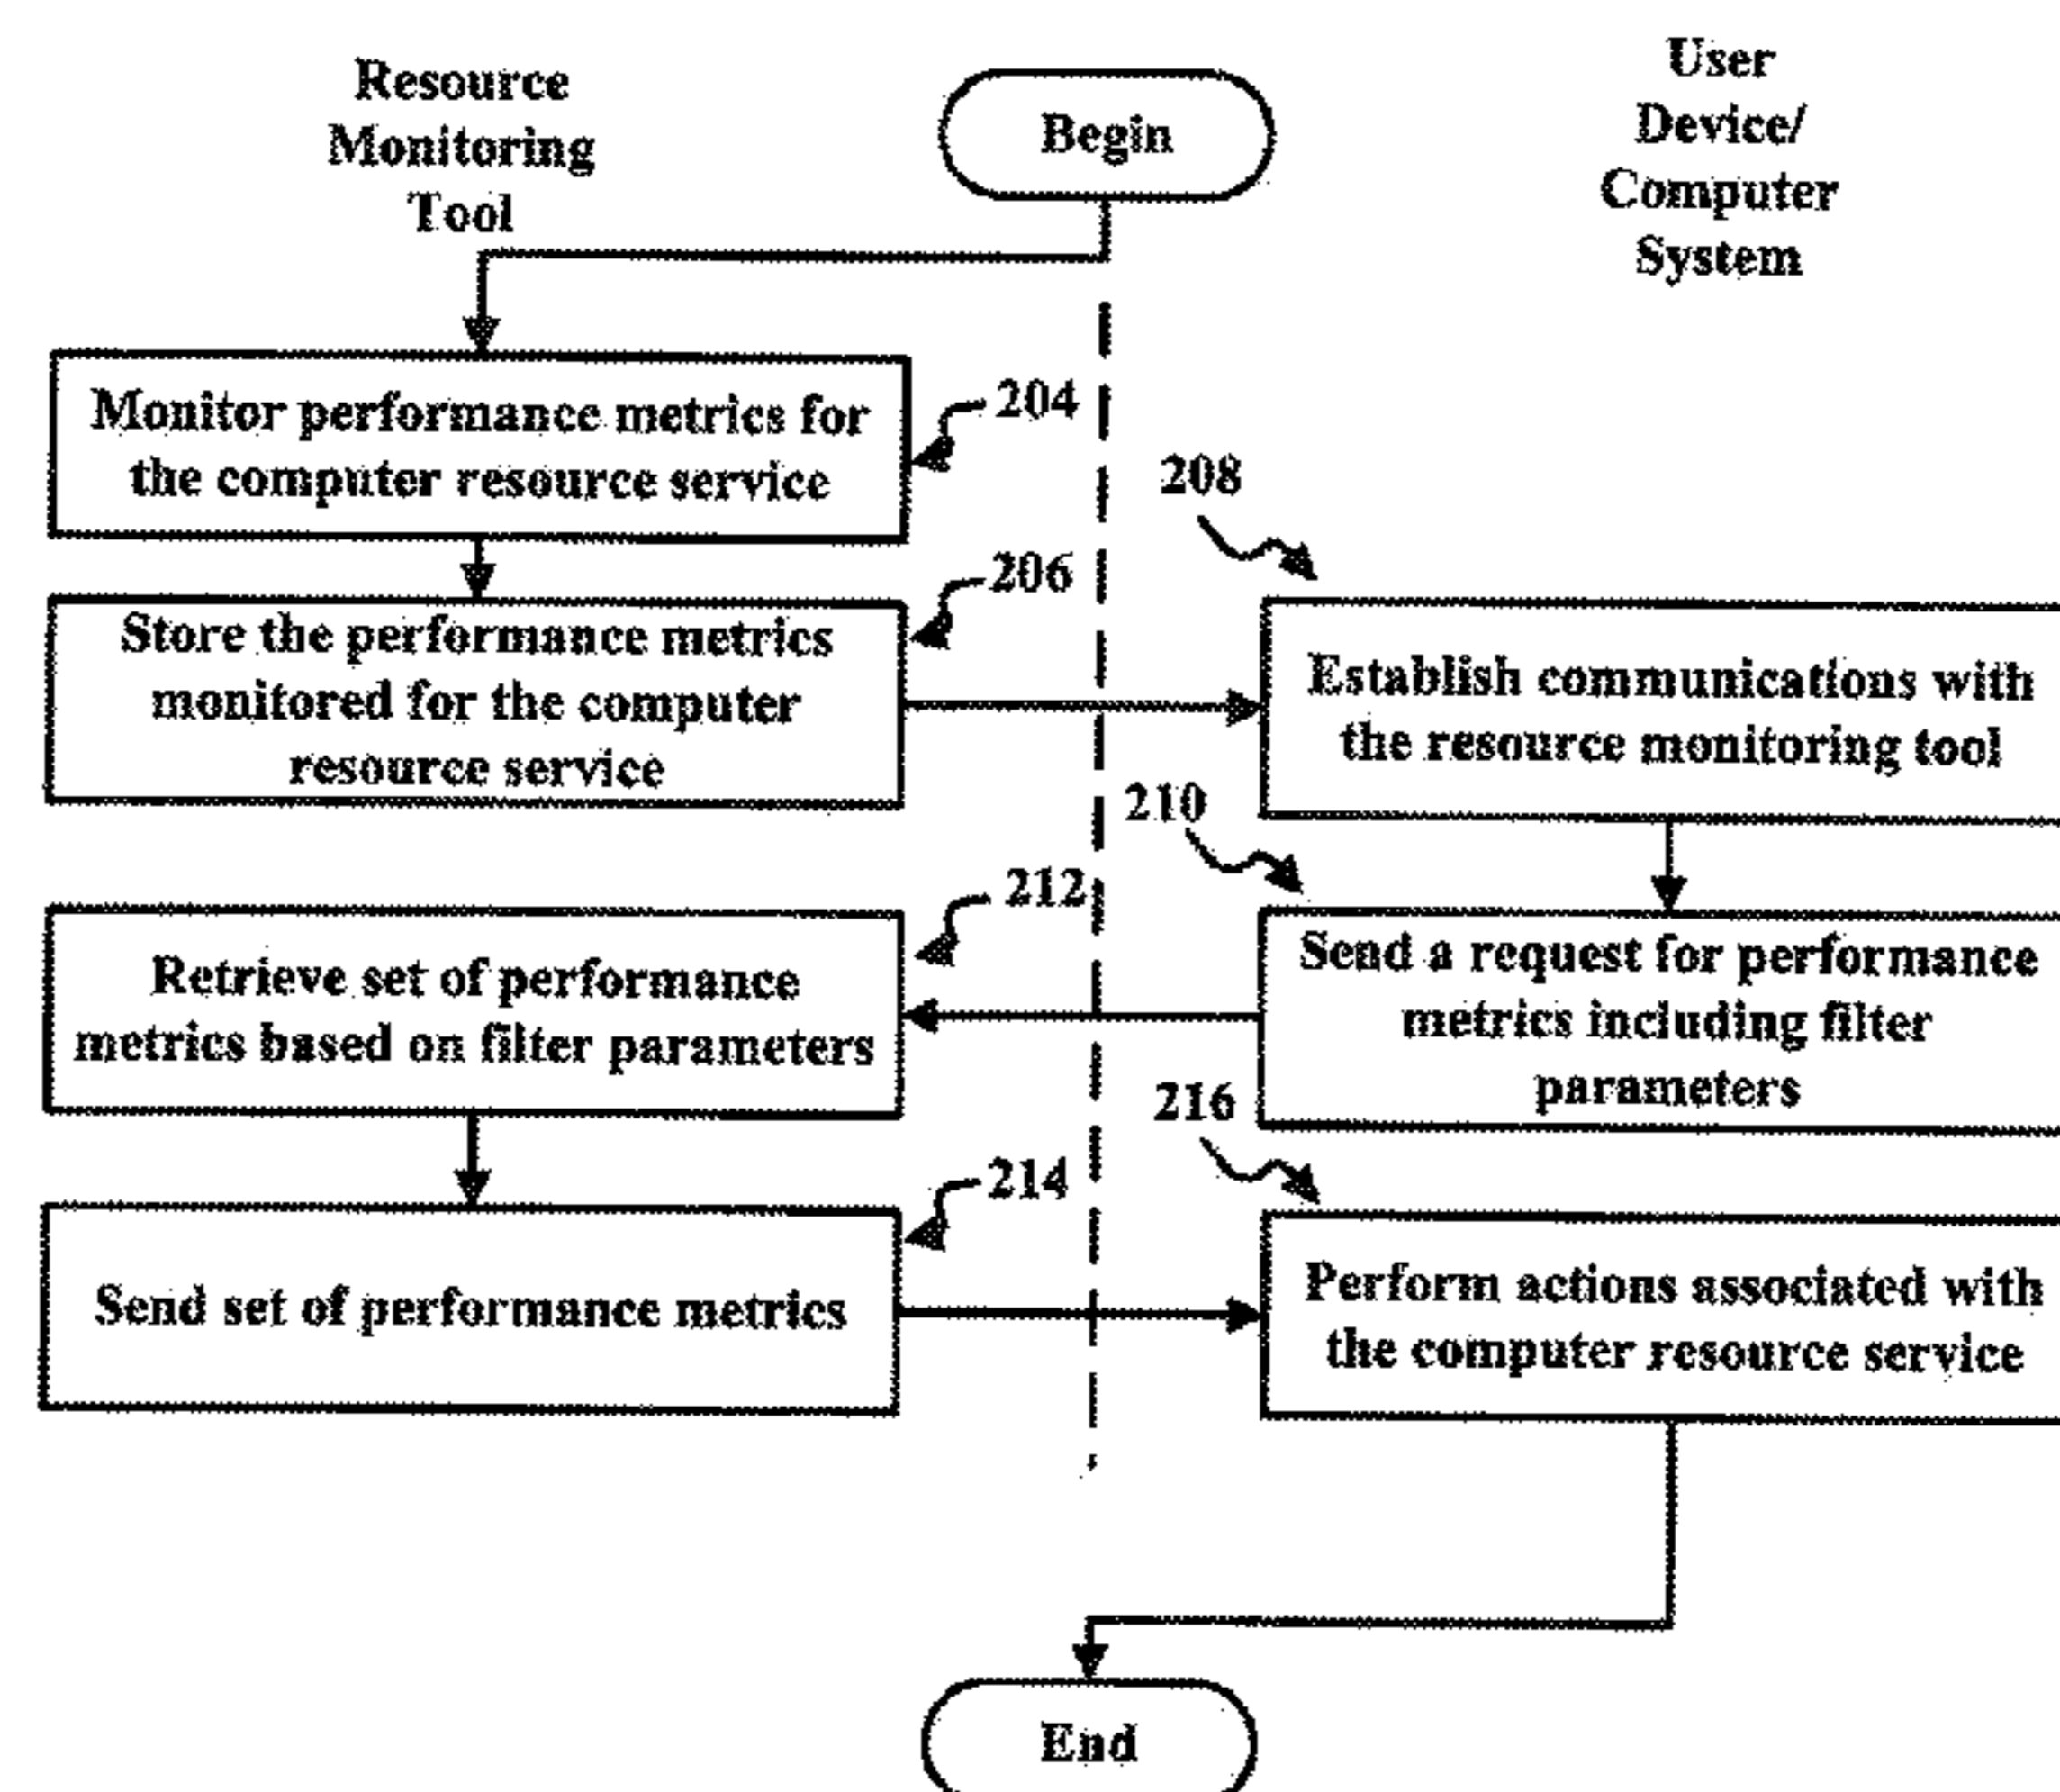 Resource
Monitoring
Tool
Begin
User
Device/
Computer
System
Monitor performance metrics for
the computer resource service
204
Store the performance metrics
monitored for the computer
resource service
206
208
Establish communications with
the resource monitoring tool
210
Send a request for performance
metrics including filter
parameters
212
Retrieve set of performance
metrics based on filter parameters
214
Send set of performance metrics
216
Perform actions associated with
the computer resource service
End